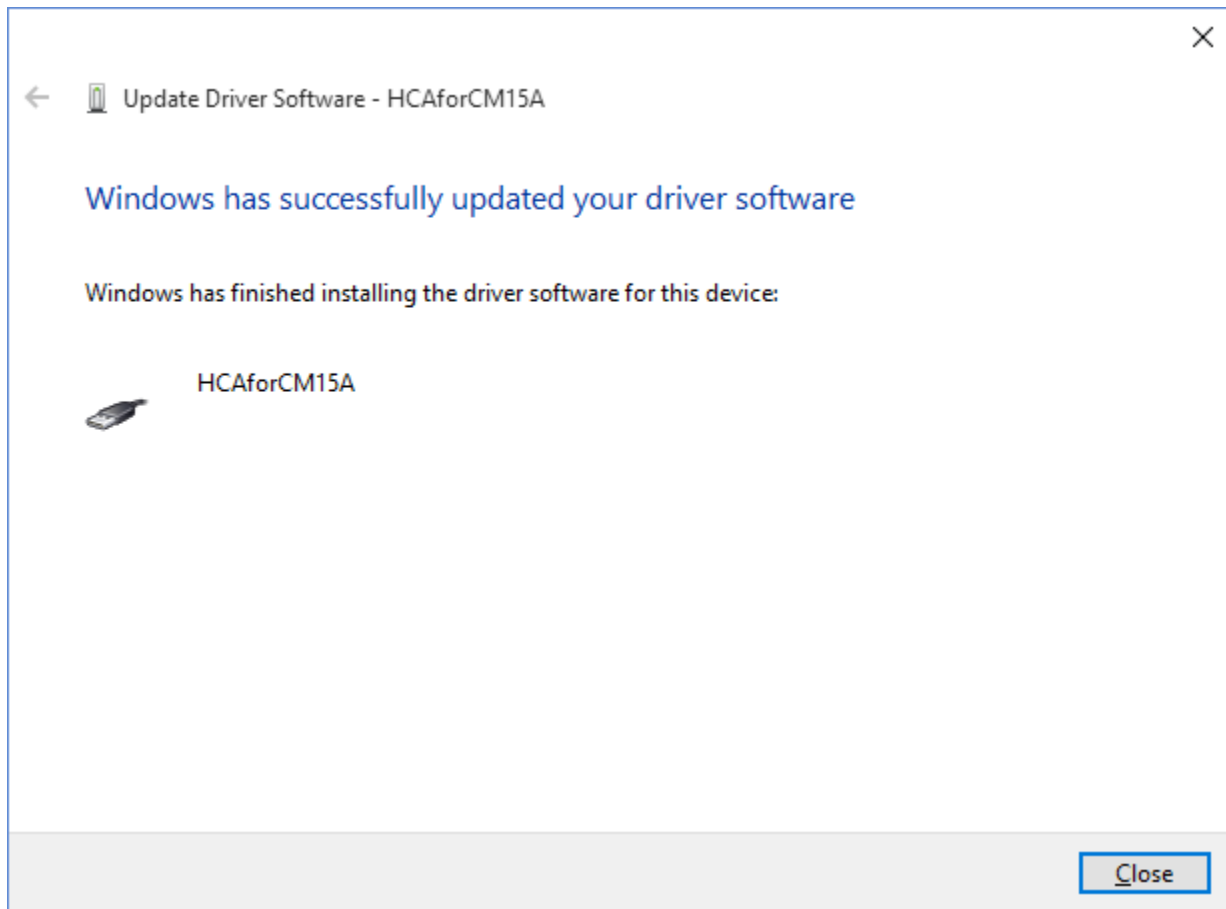 Update Driver Software - HCAforCM15A
Windows has successfully updated your driver software
Windows has finished installing the driver software for this device:
HCAforCM15A
Close